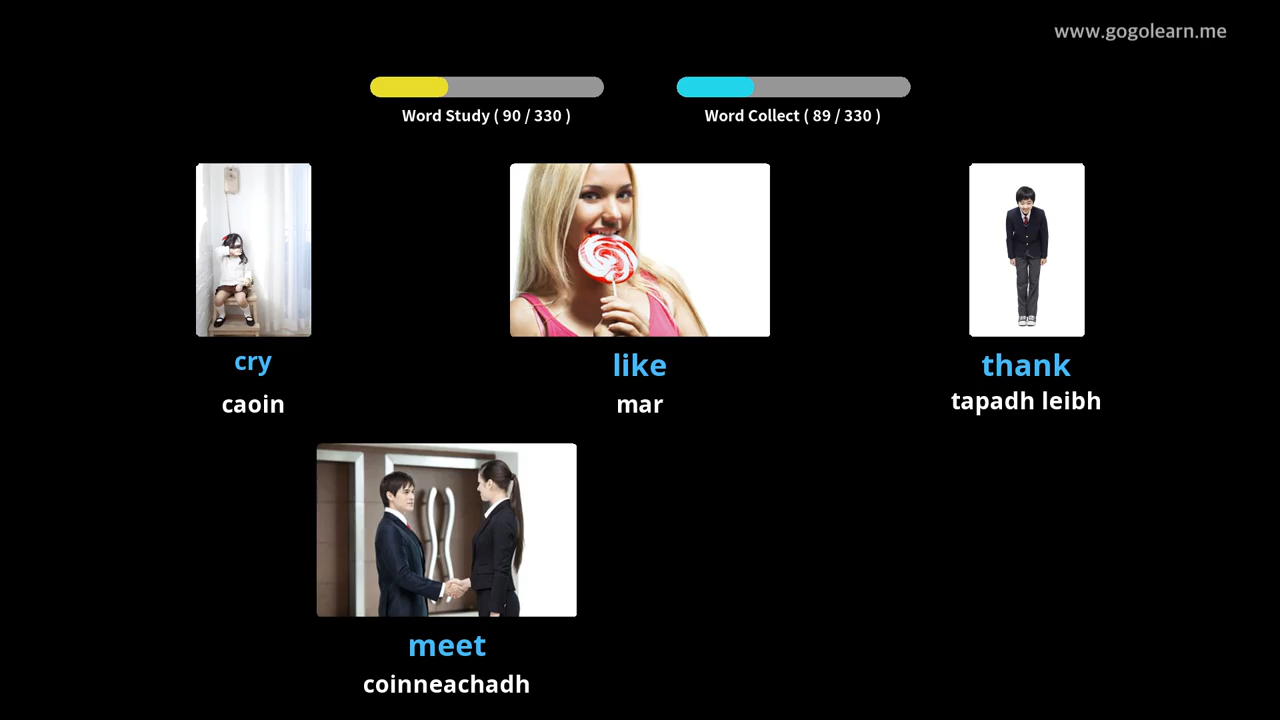 www.gogolearn.me
Word Study ( 90 / 330 )
Word Collect ( 89 / 330 )
cry
caoin
like
mar
thank
tapadh leibh
meet
coinneachadh